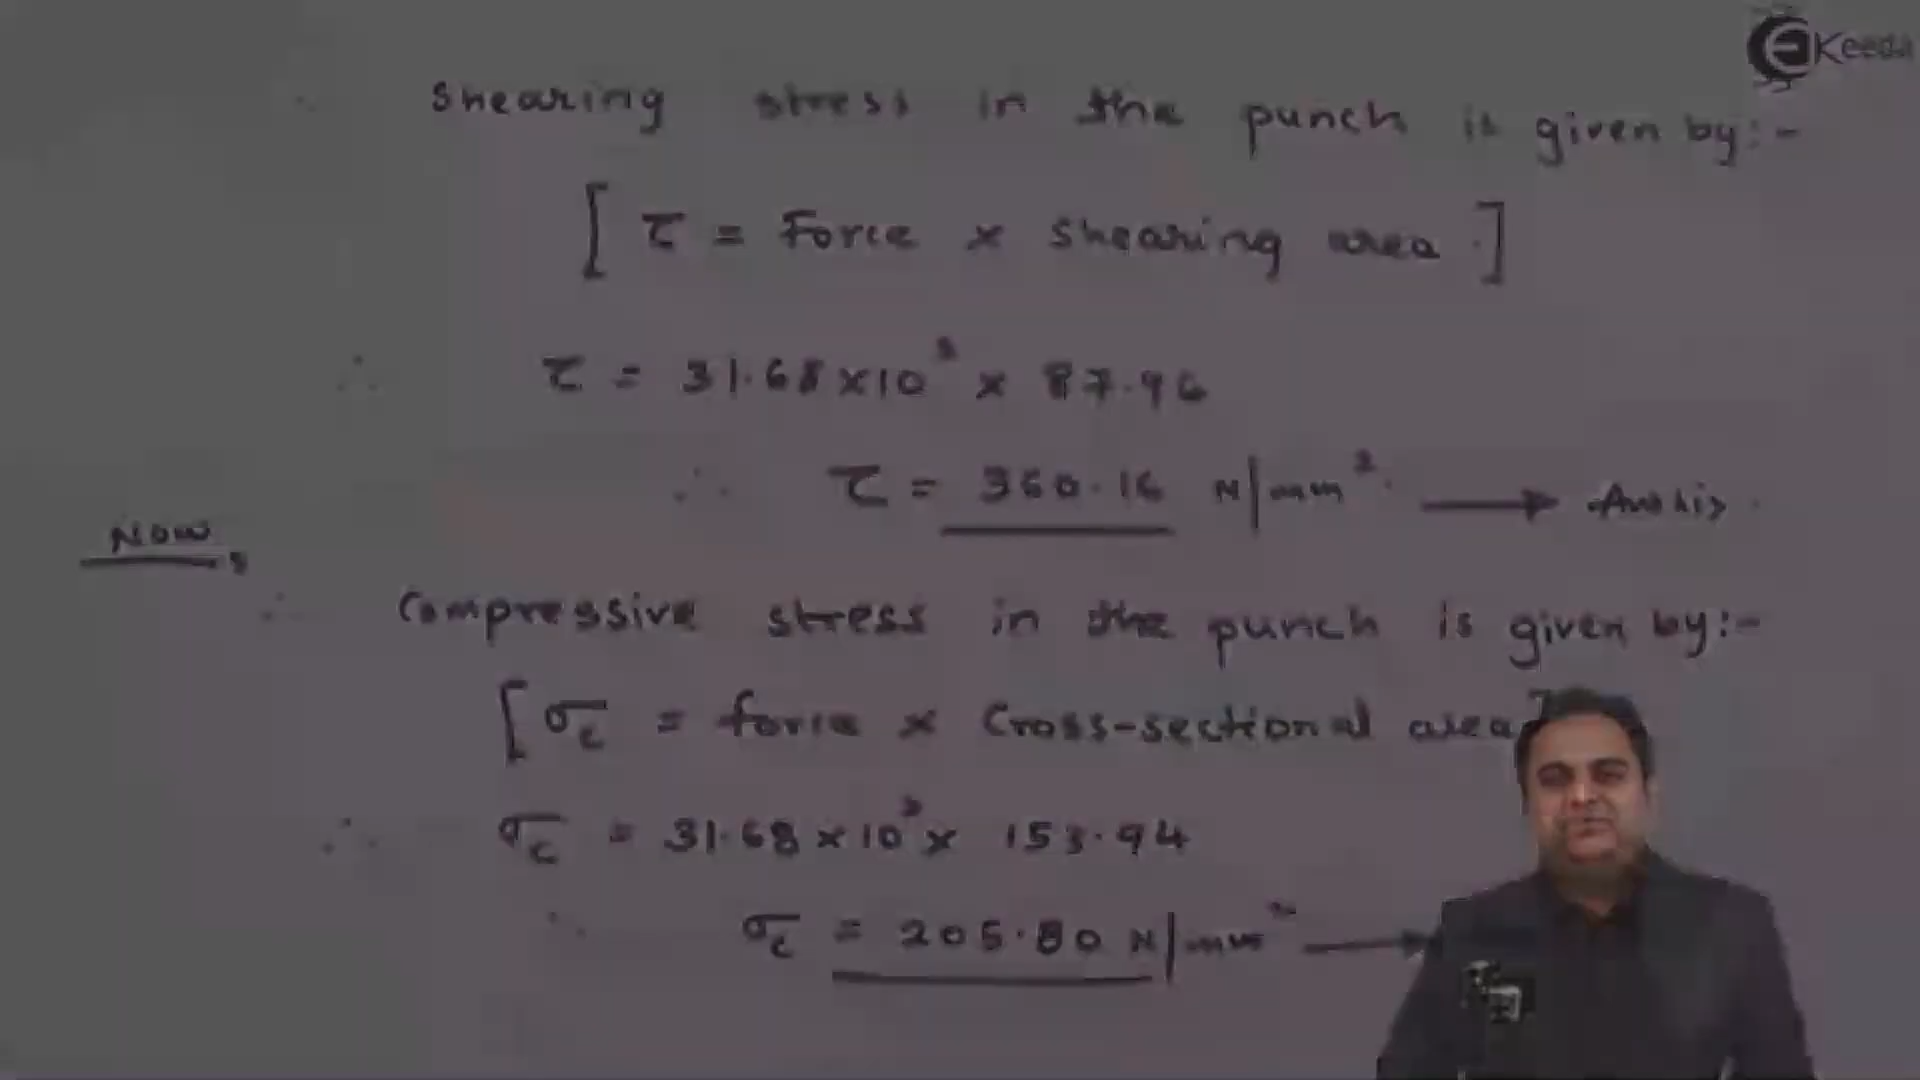 Ekeeda
Shearing stress in the punch is given by:-
[ τ = Force × shearing area ]
∴ τ = 31.68×10³ × 87.96
∴ τ = 360.16 N/mm²
Now,
∴ Compressive stress in the punch is given by:-
[ σc = force × Cross-sectional area]
∴ σc = 31.68×10³× 153.94
∴ σc = 205.80 N/mm²